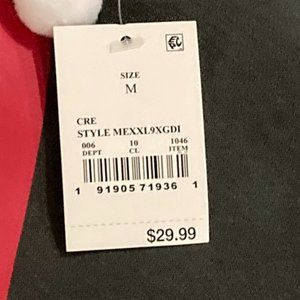 SIZE
M
CRE
STYLE MEXXL9XGDI
006 10 1046
DEPT CL ITEM
1 91905 71936 1
$29.99